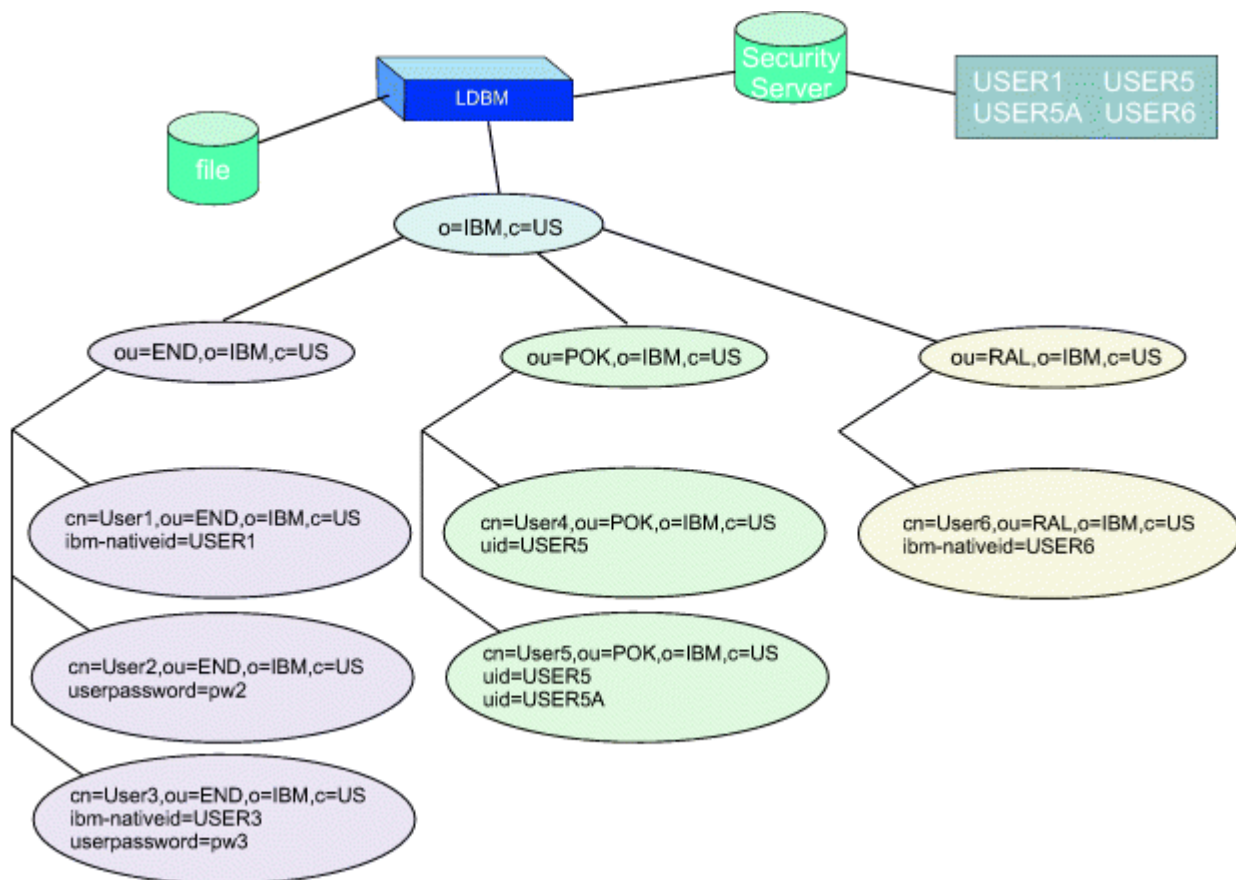 Security
Server
USER1 USER5
USER5A USER6
LDBM
file
o=IBM,c=US
ou=END,o=IBM,c=US
ou=POK,o=IBM,c=US
ou=RAL,o=IBM,c=US
cn=User1,ou=END,o=IBM,c=US
ibm-nativeid=USER1
cn=User4,ou=POK,o=IBM,c=US
uid=USER5
cn=User6,ou=RAL,o=IBM,c=US
ibm-nativeid=USER6
cn=User2,ou=END,o=IBM,c=US
userpassword=pw2
cn=User5,ou=POK,o=IBM,c=US
uid=USER5
uid=USER5A
cn=User3,ou=END,o=IBM,c=US
ibm-nativeid=USER3
userpassword=pw3